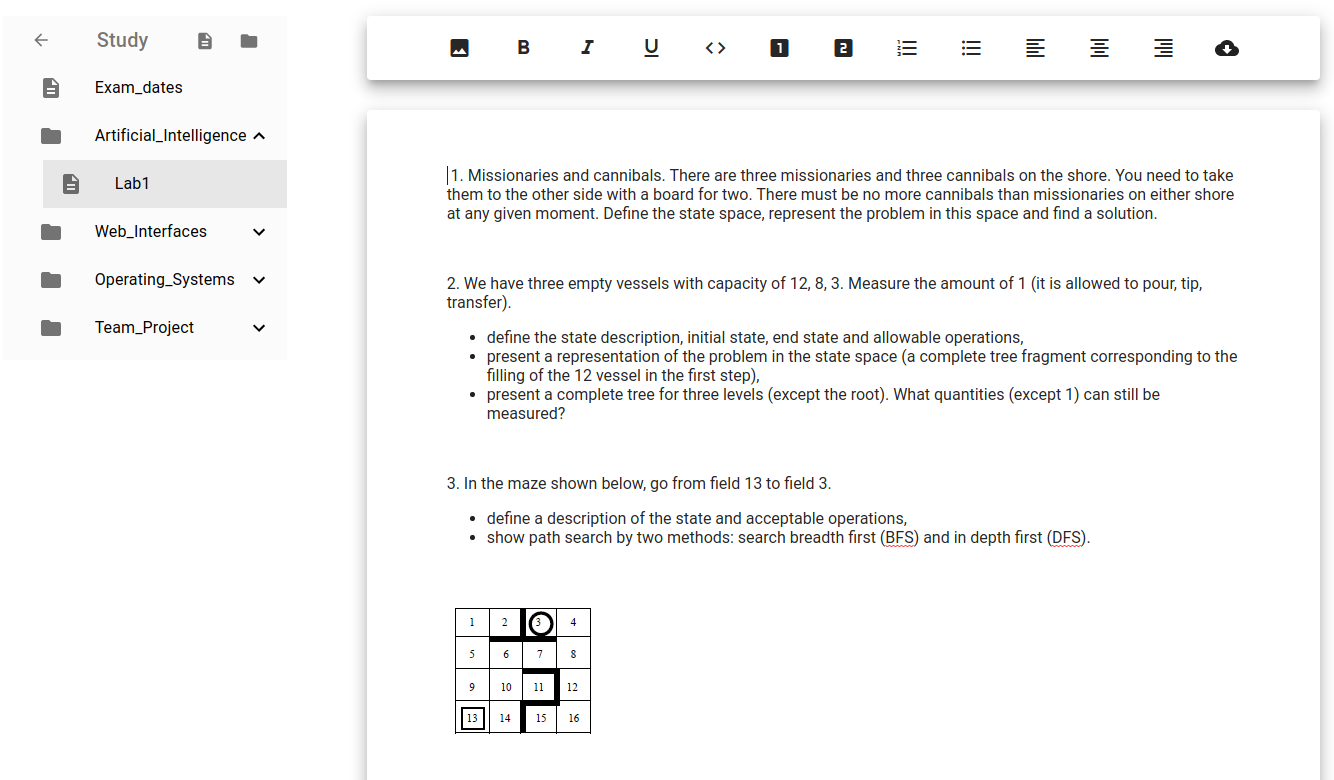 Study
Exam_dates
Artificial_Intelligence
Lab1
Web_Interfaces
Operating_Systems
Team_Project
B I U <> 1 2
1. Missionaries and cannibals. There are three missionaries and three cannibals on the shore. You need to take
them to the other side with a board for two. There must be no more cannibals than missionaries on either shore
at any given moment. Define the state space, represent the problem in this space and find a solution.
2. We have three empty vessels with capacity of 12, 8, 3. Measure the amount of 1 (it is allowed to pour, tip,
transfer).
• define the state description, initial state, end state and allowable operations,
• present a representation of the problem in the state space (a complete tree fragment corresponding to the
filling of the 12 vessel in the first step),
• present a complete tree for three levels (except the root). What quantities (except 1) can still be
measured?
3. In the maze shown below, go from field 13 to field 3.
• define a description of the state and acceptable operations,
• show path search by two methods: search breadth first (BFS) and in depth first (DFS).
1 2 3 4
5 6 7 8
9 10 11 12
13 14 15 16